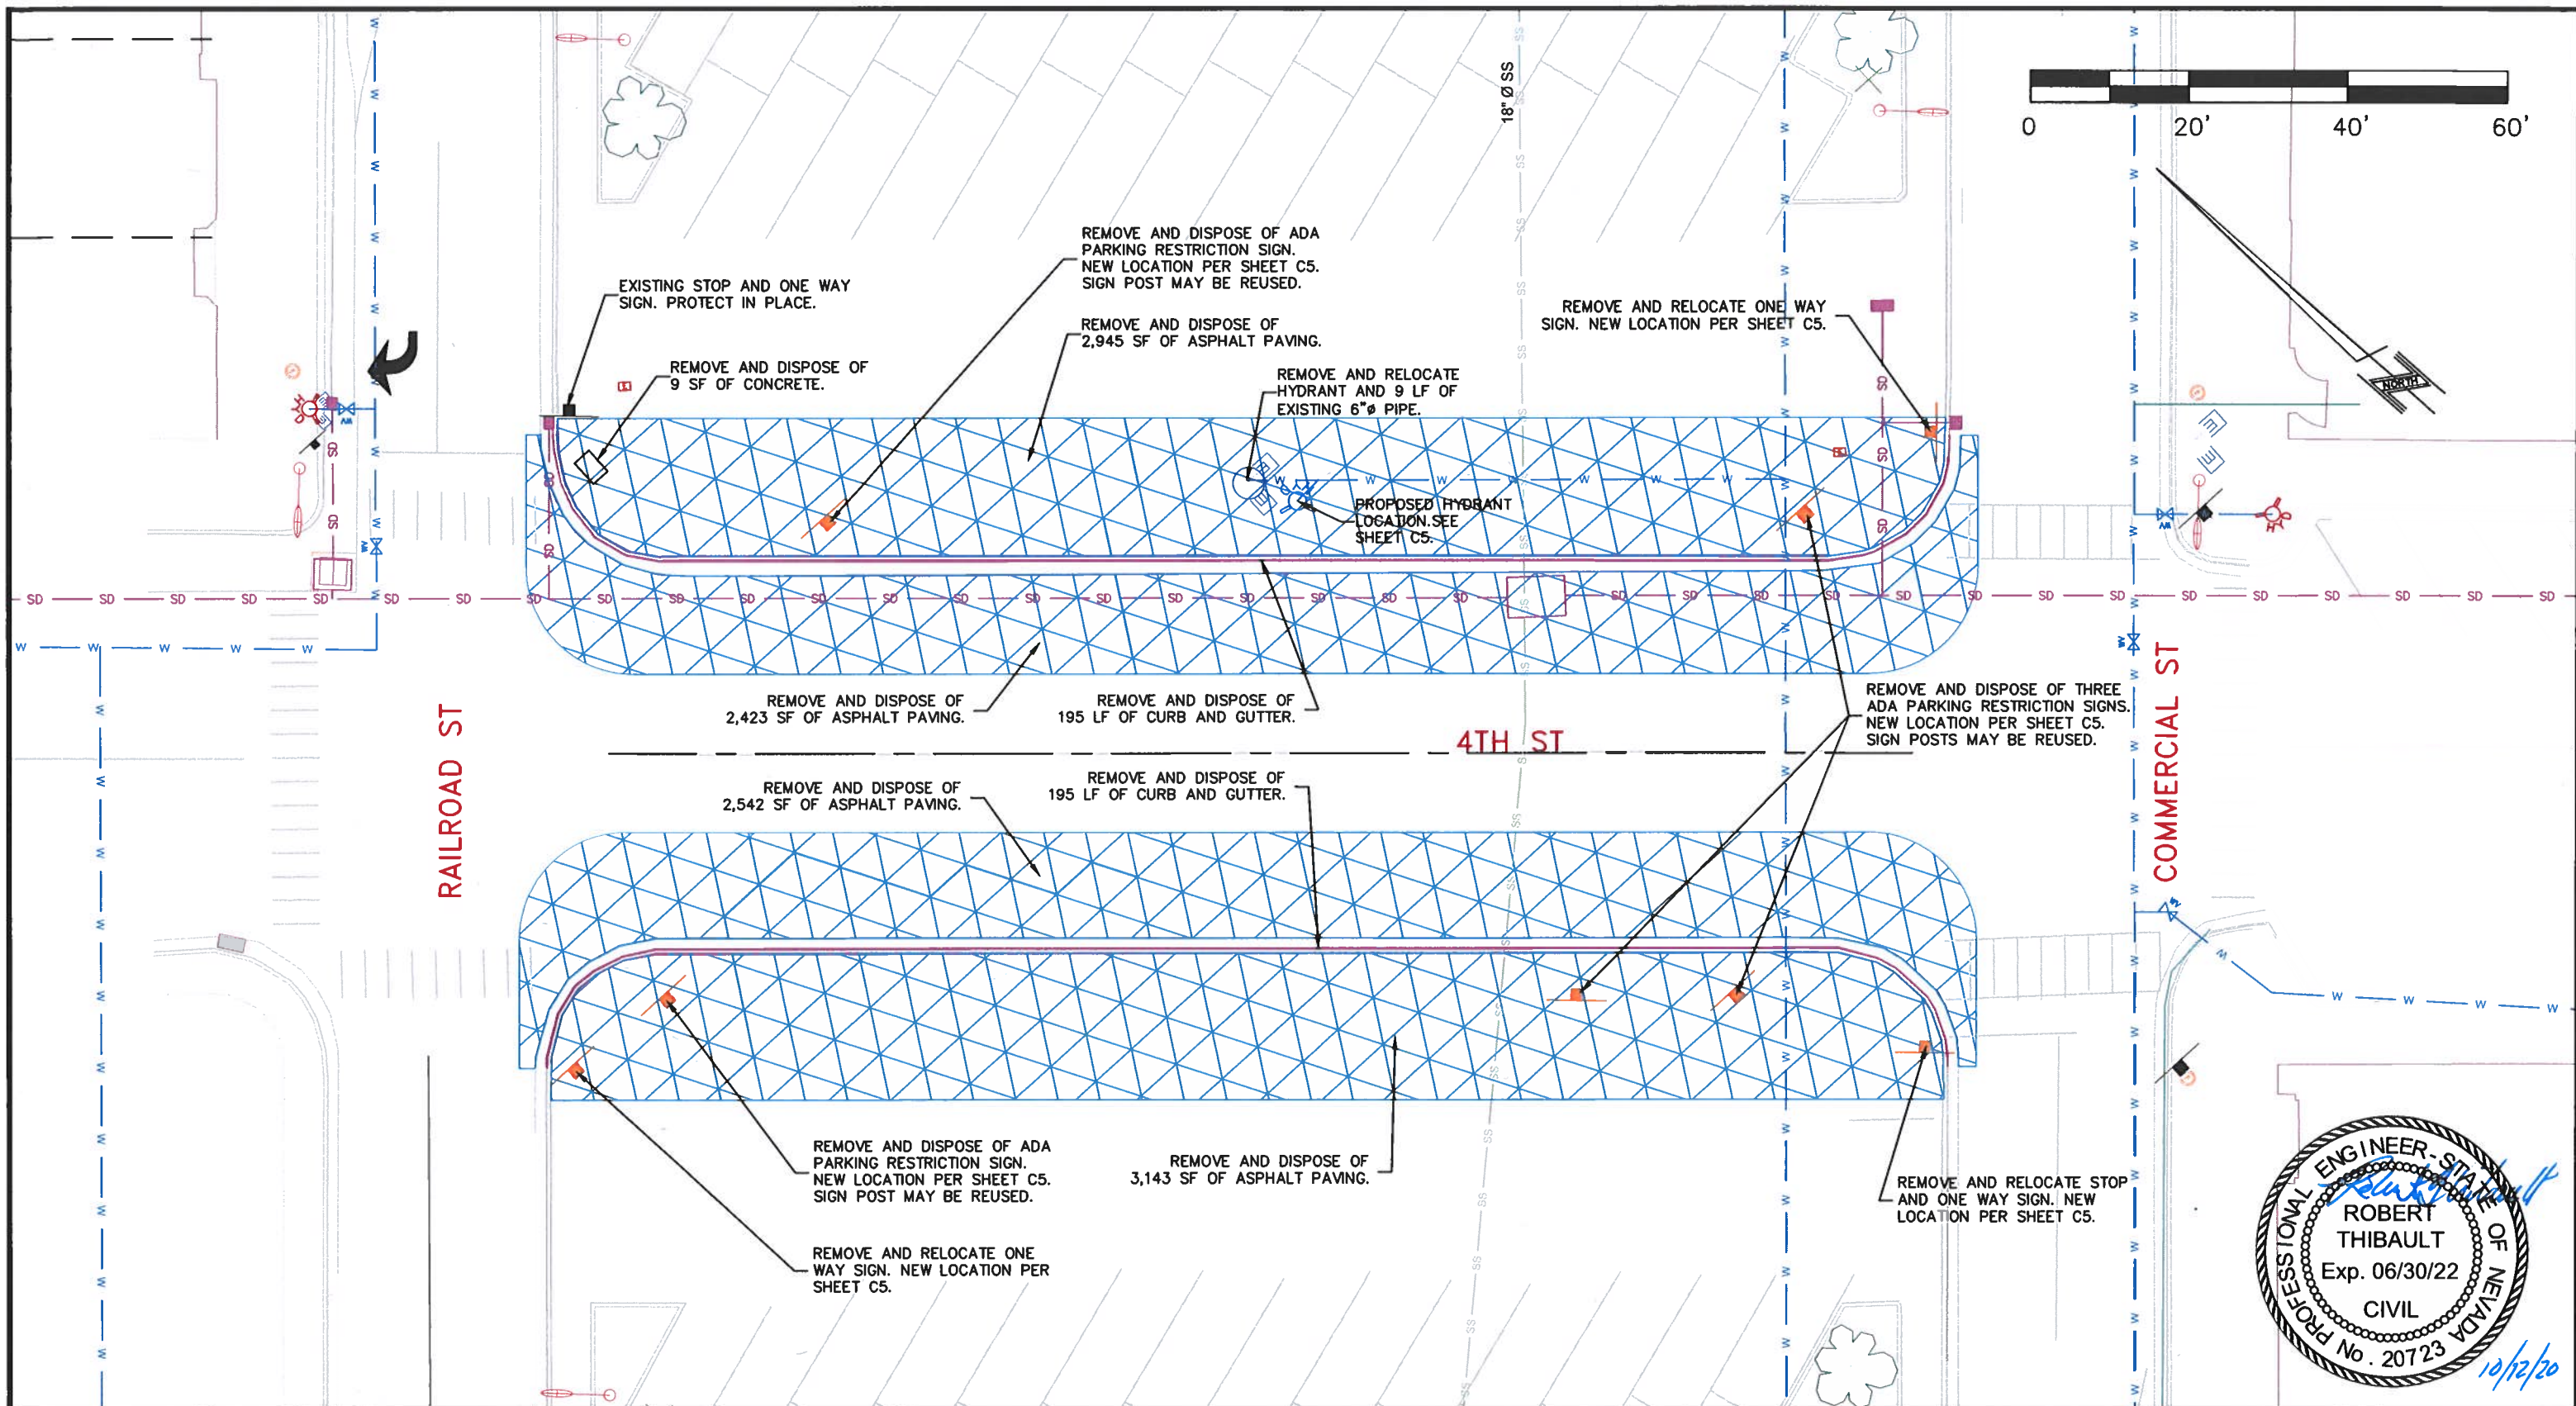 18"Ø SS
0 20' 40' 60'
NORTH
REMOVE AND DISPOSE OF ADA
PARKING RESTRICTION SIGN.
NEW LOCATION PER SHEET C5.
SIGN POST MAY BE REUSED.
EXISTING STOP AND ONE WAY
SIGN. PROTECT IN PLACE.
REMOVE AND DISPOSE OF
2,945 SF OF ASPHALT PAVING.
REMOVE AND RELOCATE ONE WAY
SIGN. NEW LOCATION PER SHEET C5.
REMOVE AND DISPOSE OF
9 SF OF CONCRETE.
REMOVE AND RELOCATE
HYDRANT AND 9 LF OF
EXISTING 6"Ø PIPE.
PROPOSED HYDRANT
LOCATION.SEE
SHEET C5.
REMOVE AND DISPOSE OF
2,423 SF OF ASPHALT PAVING.
REMOVE AND DISPOSE OF
195 LF OF CURB AND GUTTER.
REMOVE AND DISPOSE OF THREE
ADA PARKING RESTRICTION SIGNS.
NEW LOCATION PER SHEET C5.
SIGN POSTS MAY BE REUSED.
RAILROAD ST
4TH ST
COMMERCIAL ST
REMOVE AND DISPOSE OF
2,542 SF OF ASPHALT PAVING.
REMOVE AND DISPOSE OF
195 LF OF CURB AND GUTTER.
REMOVE AND DISPOSE OF ADA
PARKING RESTRICTION SIGN.
NEW LOCATION PER SHEET C5.
SIGN POST MAY BE REUSED.
REMOVE AND DISPOSE OF
3,143 SF OF ASPHALT PAVING.
REMOVE AND RELOCATE STOP
AND ONE WAY SIGN. NEW
LOCATION PER SHEET C5.
REMOVE AND RELOCATE ONE
WAY SIGN. NEW LOCATION PER
SHEET C5.
PROFESSIONAL ENGINEER-STATE OF NEVADA
ROBERT
THIBAULT
Exp. 06/30/22
CIVIL
No. 20723
10/12/20